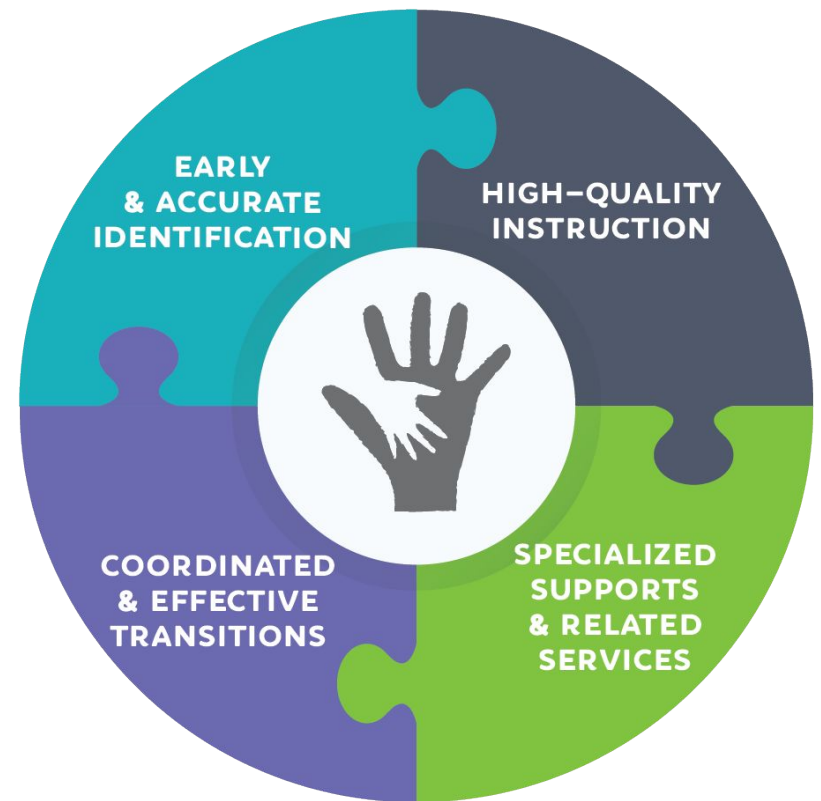 EARLY
& ACCURATE
IDENTIFICATION
HIGH–QUALITY
INSTRUCTION
COORDINATED
& EFFECTIVE
TRANSITIONS
SPECIALIZED
SUPPORTS
& RELATED
SERVICES